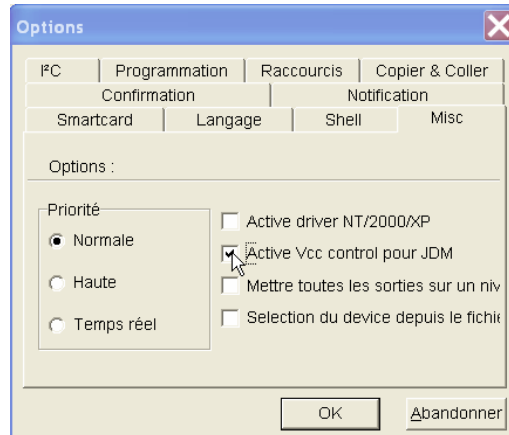 Options
I²C Programmation Raccourcis Copier & Coller
Confirmation Notification
Smartcard Langage Shell Misc
Options :
Priorité
Normale
Haute
Temps réel
Active driver NT/2000/XP
Active Vcc control pour JDM
Mettre toutes les sorties sur un niv
Selection du device depuis le fichie
OK Abandonner